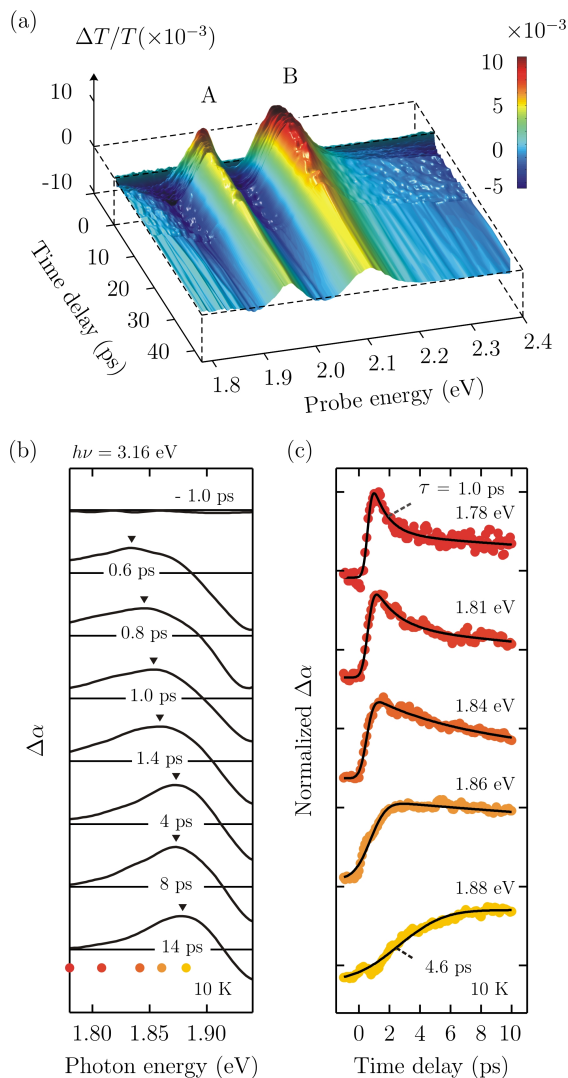 (a)
ΔT/T(×10⁻³)
×10⁻³
10
0
-10
A
B
10
5
0
-5
0
10
20
30
40
Time delay (ps)
1.8
1.9
2.0
2.1
2.2
2.3
2.4
Probe energy (eV)
(b)
hν = 3.16 eV
- 1.0 ps
0.6 ps
0.8 ps
1.0 ps
1.4 ps
4 ps
8 ps
14 ps
10 K
Δα
1.80 1.85 1.90
Photon energy (eV)
(c)
τ = 1.0 ps
1.78 eV
1.81 eV
1.84 eV
1.86 eV
1.88 eV
4.6 ps
10 K
Normalized Δα
0 2 4 6 8 10
Time delay (ps)